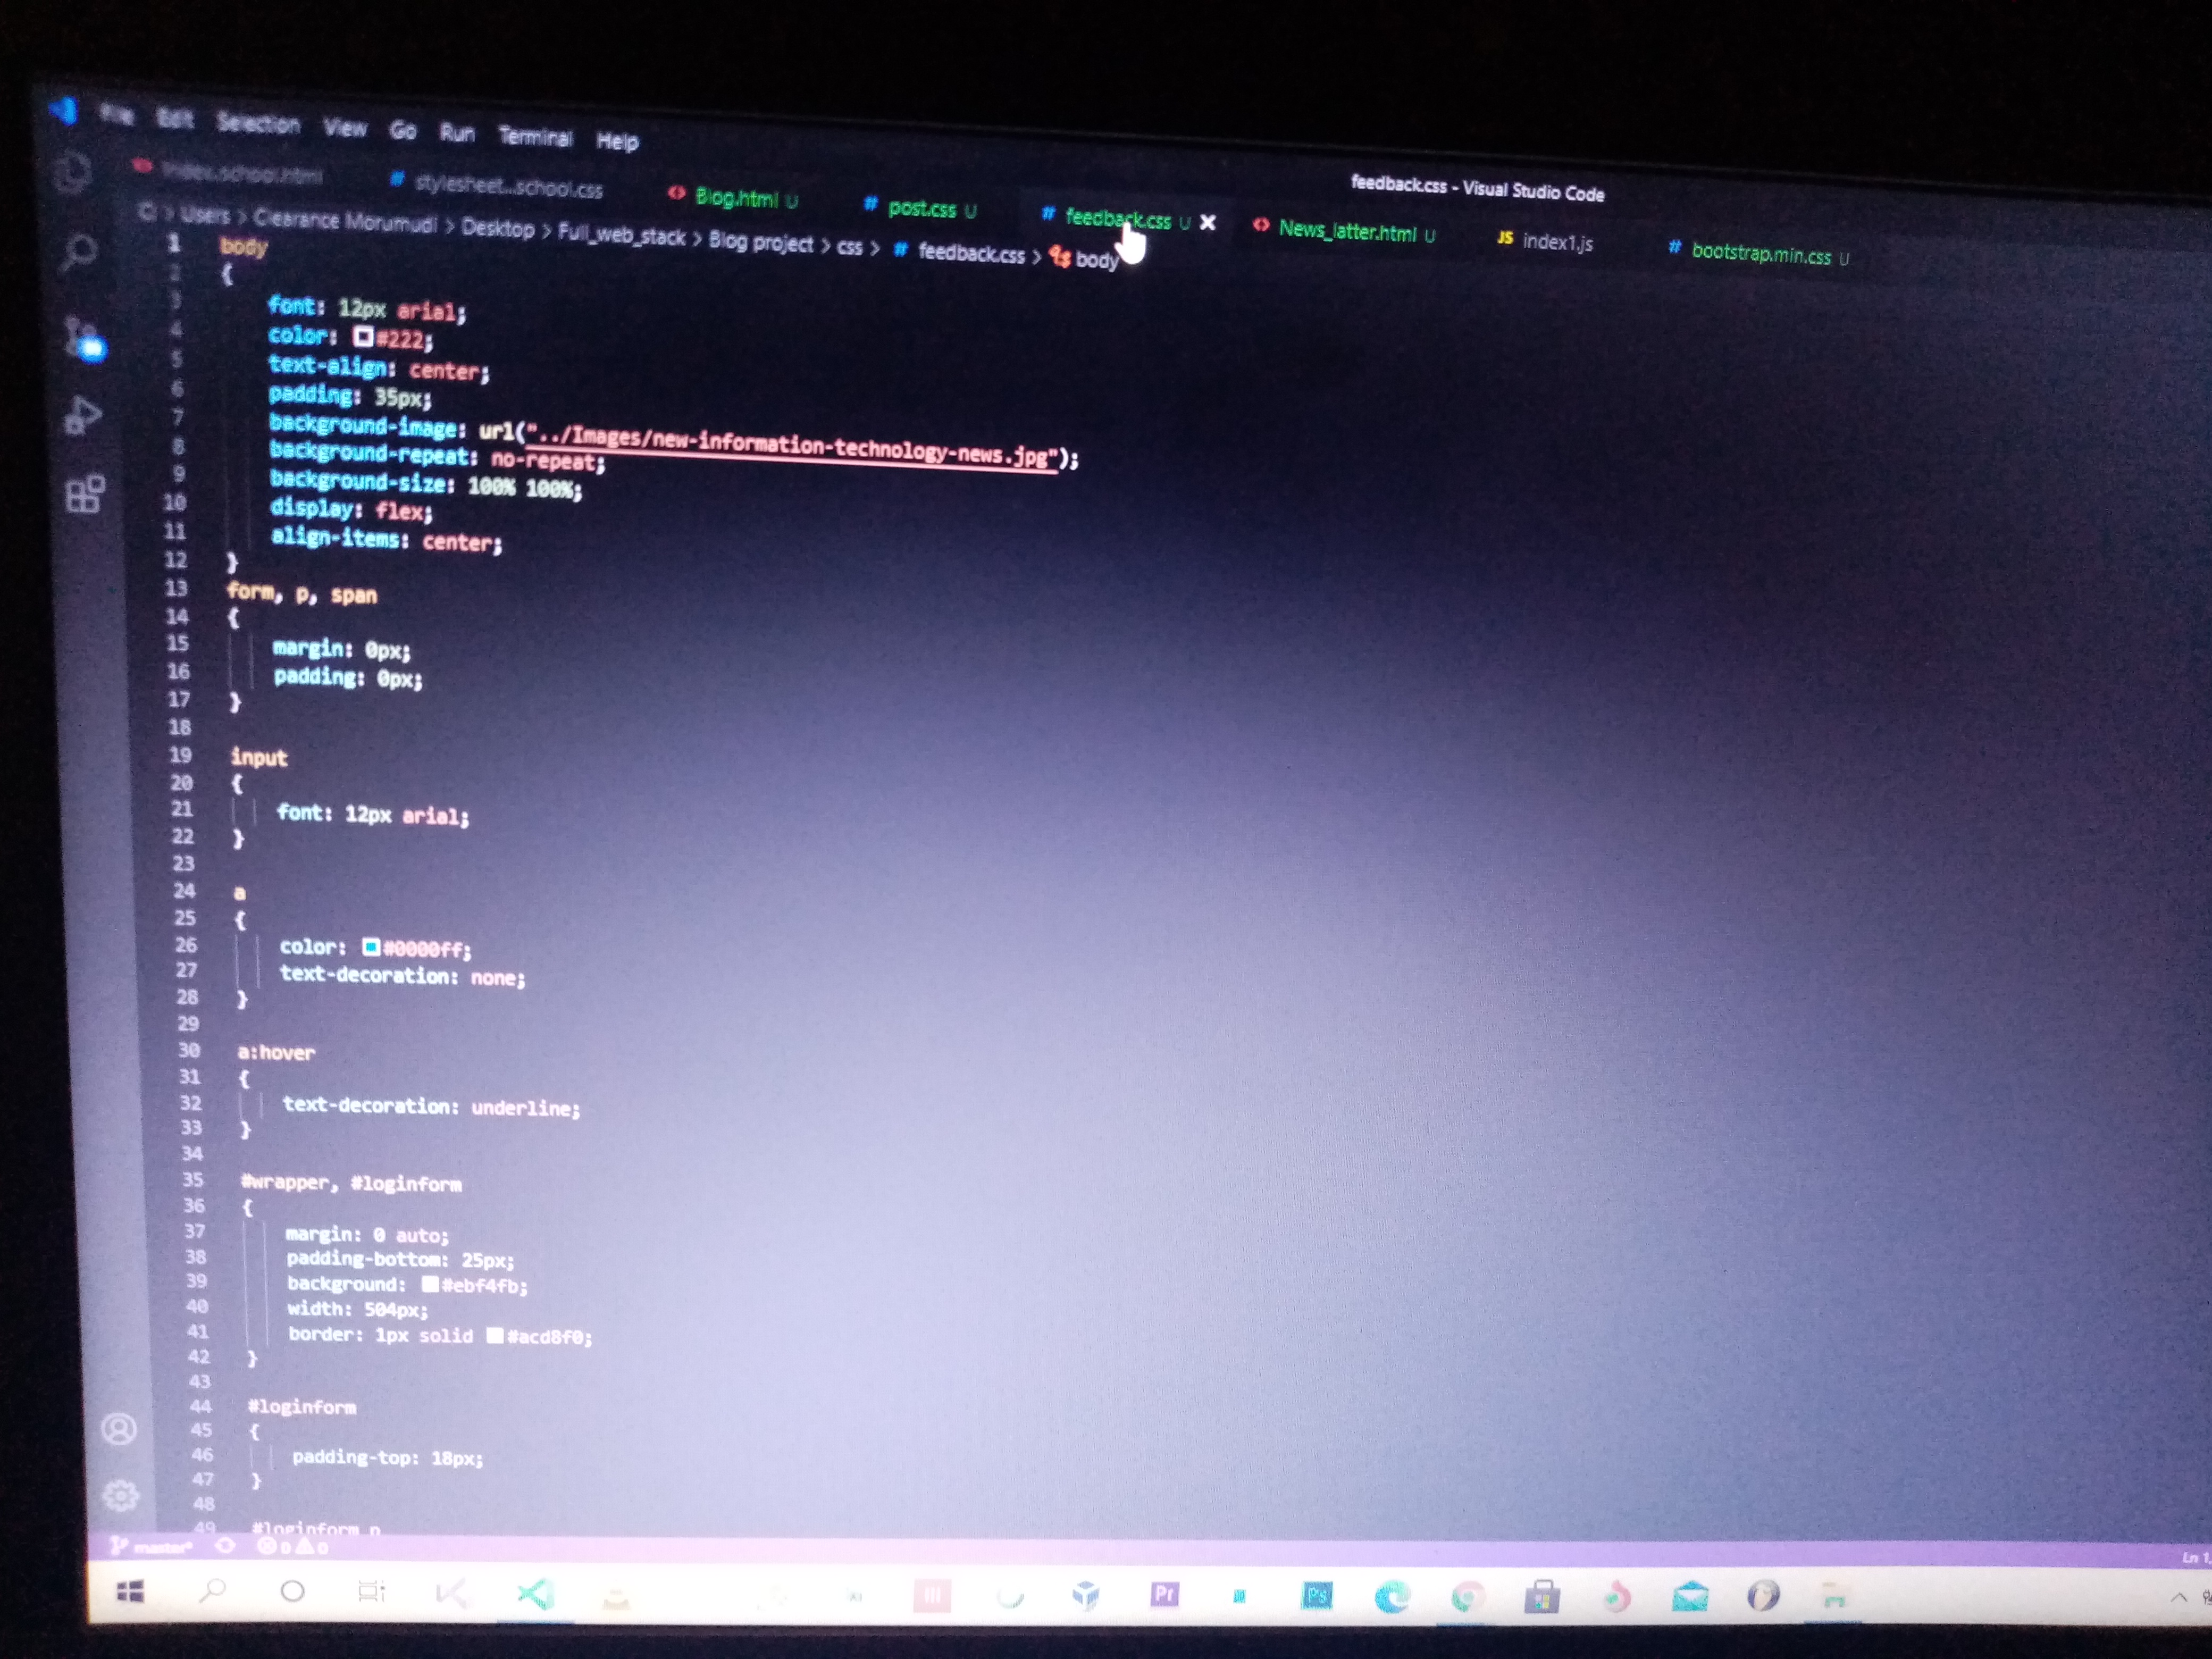 File Edit Selection View Go Run Terminal Help
feedback.css - Visual Studio Code
index.school.html
stylesheet...school.css
Blog.html U
post.css U
feedback.css U
News_latter.html U
JS index1.js
bootstrap.min.css U
C: > Users > Clearance Morumudi > Desktop > Full_web_stack > Blog project > css > # feedback.css > body
1 body
2 {
3 font: 12px arial;
4 color: #222;
5 text-align: center;
6 padding: 35px;
7 background-image: url("../Images/new-information-technology-news.jpg");
8 background-repeat: no-repeat;
9 background-size: 100% 100%;
10 display: flex;
11 align-items: center;
12 }
13 form, p, span
14 {
15 margin: 0px;
16 padding: 0px;
17 }
18
19 input
20 {
21 font: 12px arial;
22 }
23
24 a
25 {
26 color: #0000ff;
27 text-decoration: none;
28 }
29
30 a:hover
31 {
32 text-decoration: underline;
33 }
34
35 #wrapper, #loginform
36 {
37 margin: 0 auto;
38 padding-bottom: 25px;
39 background: #ebf4fb;
40 width: 504px;
41 border: 1px solid #acd8f0;
42 }
43
44 #loginform
45 {
46 padding-top: 18px;
47 }
48
49 #loginform p
master* 0 0
Ln 1,
Pr
Ps